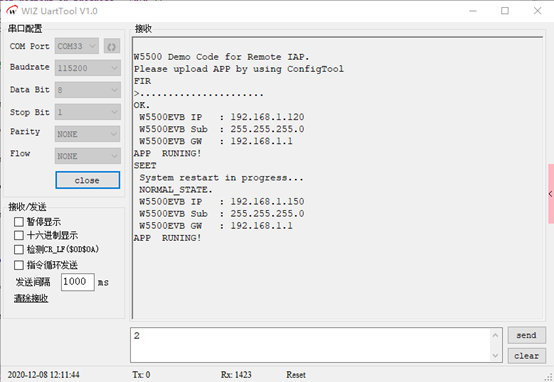 WIZ UartTool V1.0
串口配置
COM Port COM33
Baudrate 115200
Data Bit 8
Stop Bit 1
Parity NONE
Flow NONE
close
接收/发送
暂停显示
十六进制显示
检测CR_LF($0D$0A)
指令循环发送
发送间隔 1000 ms
清除接收
接收
W5500 Demo Code for Remote IAP.
Please upload APP by using ConfigTool
FIR
>......................
OK.
W5500EVB IP : 192.168.1.120
W5500EVB Sub : 255.255.255.0
W5500EVB GW : 192.168.1.1
APP RUNING!
SEET
System restart in progress...
NORMAL_STATE.
W5500EVB IP : 192.168.1.150
W5500EVB Sub : 255.255.255.0
W5500EVB GW : 192.168.1.1
APP RUNING!
2
send
clear
2020-12-08 12:11:44 Tx: 0 Rx: 1423 Reset